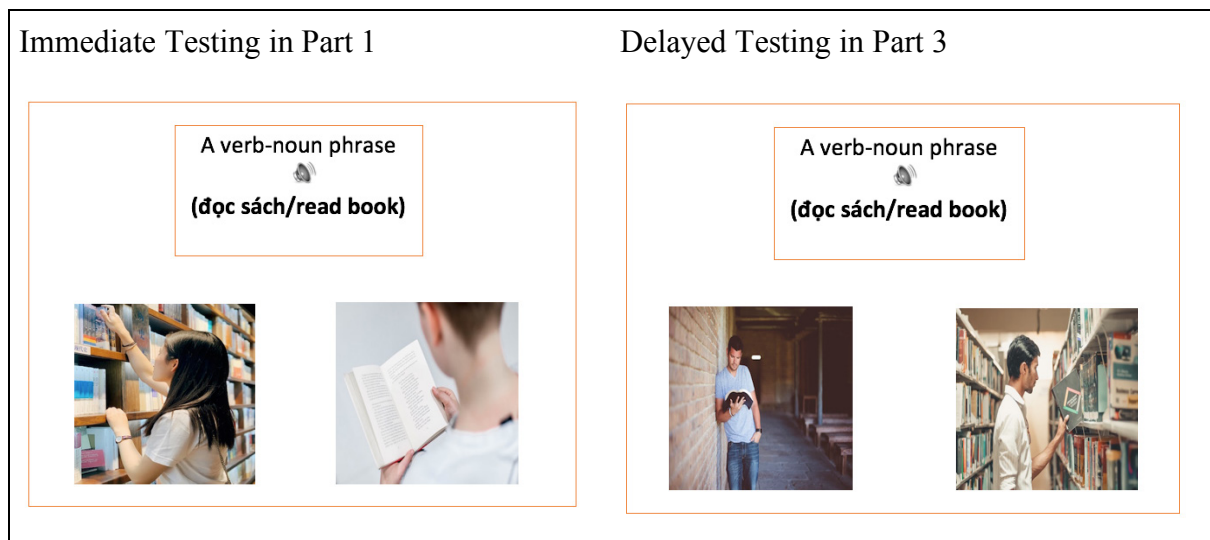 Immediate Testing in Part 1
Delayed Testing in Part 3
A verb-noun phrase
(đọc sách/read book)
A verb-noun phrase
(đọc sách/read book)